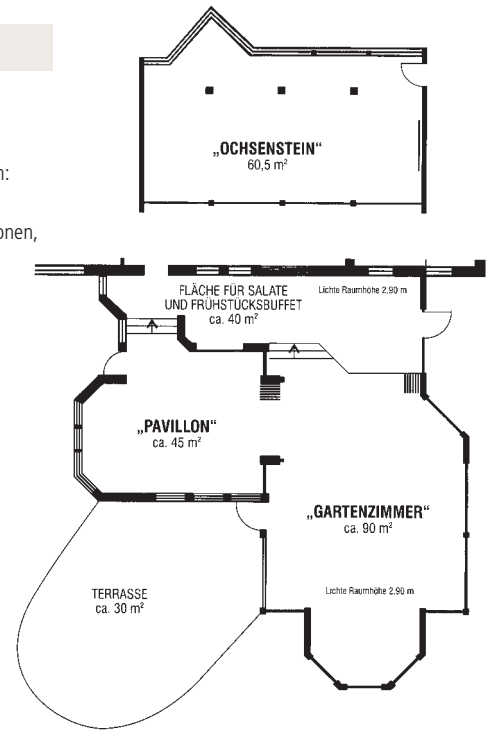 n:
onen,
„OCHSENSTEIN“
60,5 m²
FLÄCHE FÜR SALATE
UND FRÜHSTÜCKSBUFFET
ca. 40 m²
Lichte Raumhöhe 2.90 m
„PAVILLON“
ca. 45 m²
„GARTENZIMMER“
ca. 90 m²
TERRASSE
ca. 30 m²
Lichte Raumhöhe 2.90 m